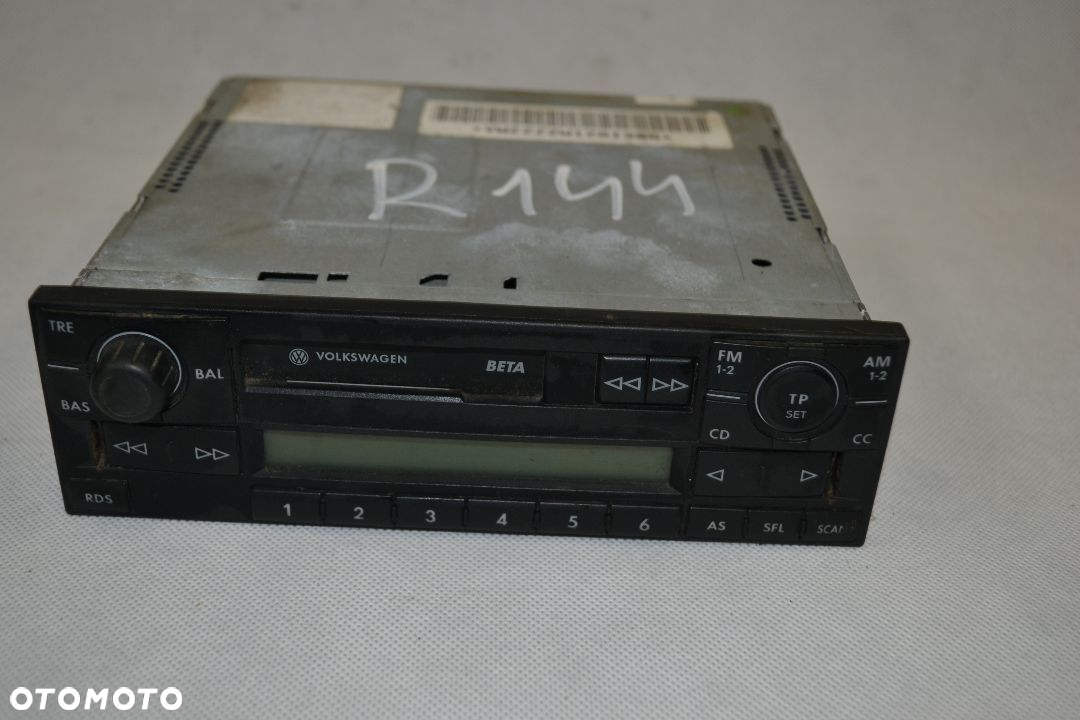 R 144
TRE
BAL
BAS
VOLKSWAGEN
BETA
FM
1-2
AM
1-2
TP
SET
CD
CC
RDS
1 2 3 4 5 6
AS SFL SCAN
OTOMOTO